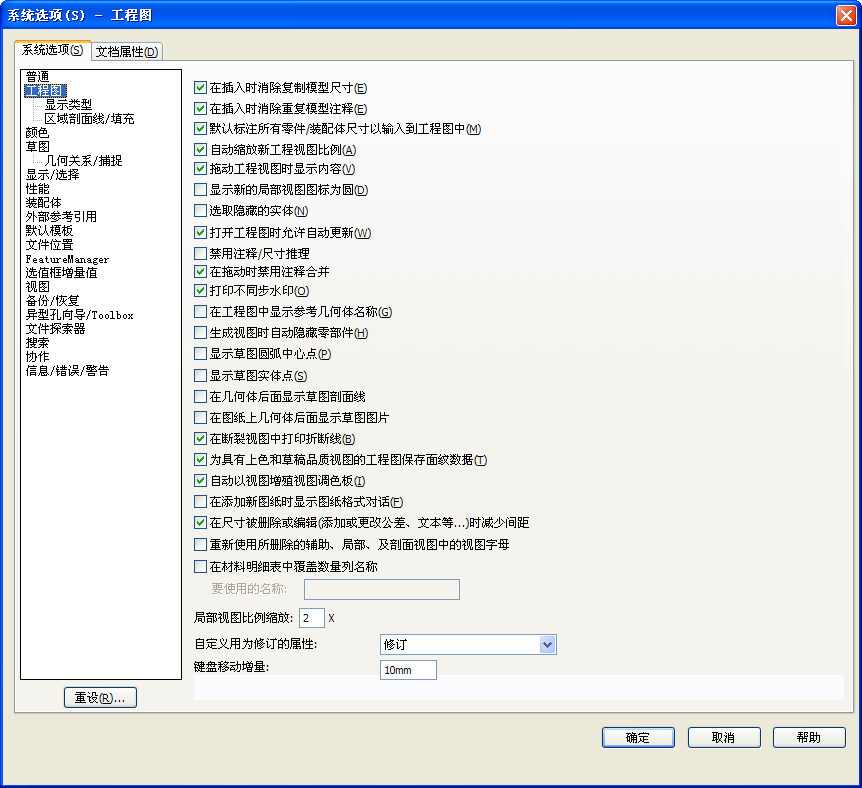 系统选项(S) - 工程图
系统选项(S) 文档属性(D)
普通
工程图
显示类型
区域剖面线/填充
颜色
草图
几何关系/捕捉
显示/选择
性能
装配体
外部参考引用
默认模板
文件位置
FeatureManager
选值框增量值
视图
备份/恢复
异型孔向导/Toolbox
文件探索器
搜索
协作
信息/错误/警告
重设(R)...
在插入时消除复制模型尺寸(E)
在插入时消除重复模型注释(E)
默认标注所有零件/装配体尺寸以输入到工程图中(M)
自动缩放新工程视图比例(A)
拖动工程视图时显示内容(V)
显示新的局部视图图标为圆(D)
选取隐藏的实体(N)
打开工程图时允许自动更新(W)
禁用注释/尺寸推理
在拖动时禁用注释合并
打印不同步水印(O)
在工程图中显示参考几何体名称(G)
生成视图时自动隐藏零部件(H)
显示草图圆弧中心点(P)
显示草图实体点(S)
在几何体后面显示草图剖面线
在图纸上几何体后面显示草图图片
在断裂视图中打印折断线(B)
为具有上色和草稿品质视图的工程图保存面纹数据(T)
自动以视图增殖视图调色板(I)
在添加新图纸时显示图纸格式对话(F)
在尺寸被删除或编辑(添加或更改公差、文本等...)时减少间距
重新使用所删除的辅助、局部、及剖面视图中的视图字母
在材料明细表中覆盖数量列名称
要使用的名称:
局部视图比例缩放: 2 X
自定义用为修订的属性: 修订
键盘移动增量: 10mm
确定 取消 帮助